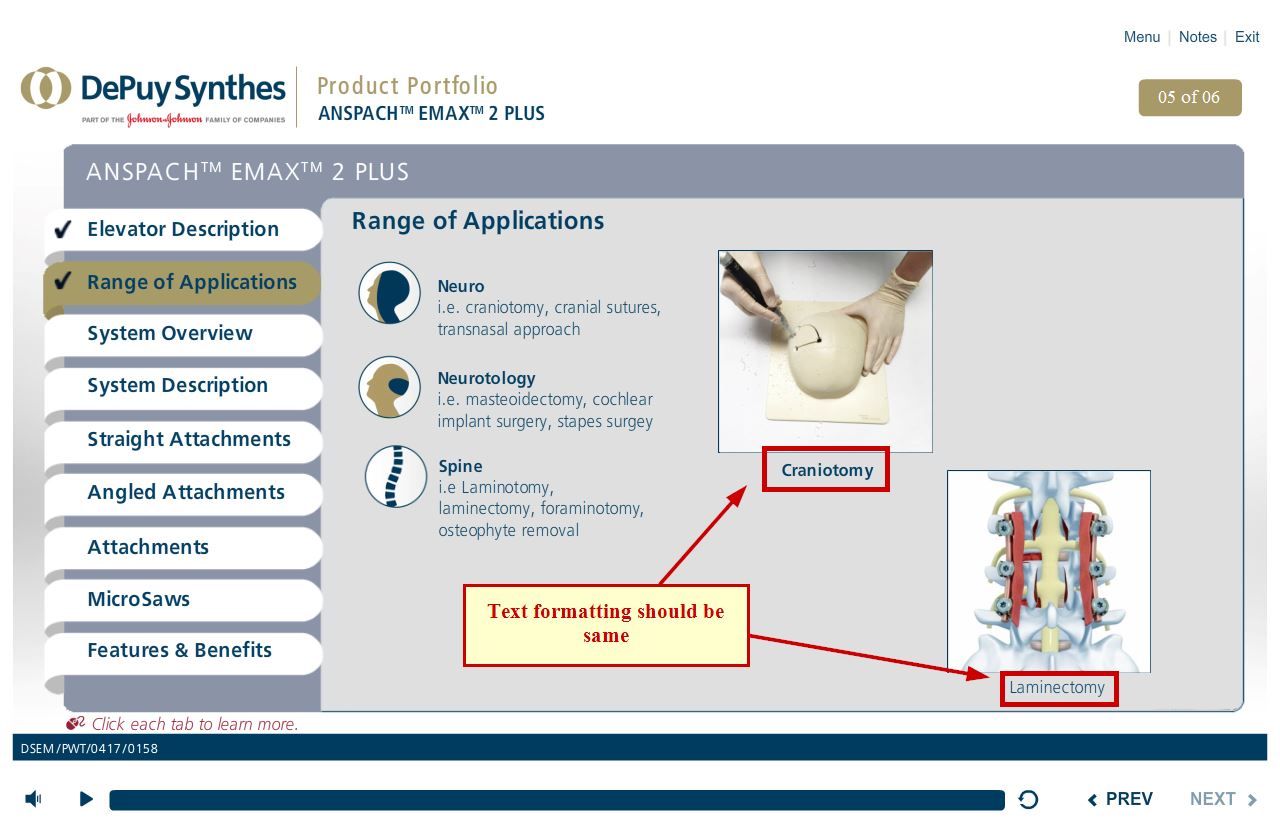 Menu | Notes | Exit
DePuy Synthes
PART OF THE Johnson & Johnson FAMILY OF COMPANIES
Product Portfolio
ANSPACH™ EMAX™ 2 PLUS
05 of 06
ANSPACH™ EMAX™ 2 PLUS
Elevator Description
Range of Applications
System Overview
System Description
Straight Attachments
Angled Attachments
Attachments
MicroSaws
Features & Benefits
Click each tab to learn more.
Range of Applications
Neuro
i.e. craniotomy, cranial sutures,
transnasal approach
Neurotology
i.e. masteoidectomy, cochlear
implant surgery, stapes surgey
Spine
i.e Laminotomy,
laminectomy, foraminotomy,
osteophyte removal
Craniotomy
Text formatting should be
same
Laminectomy
DSEM/PWT/0417/0158
PREV
NEXT